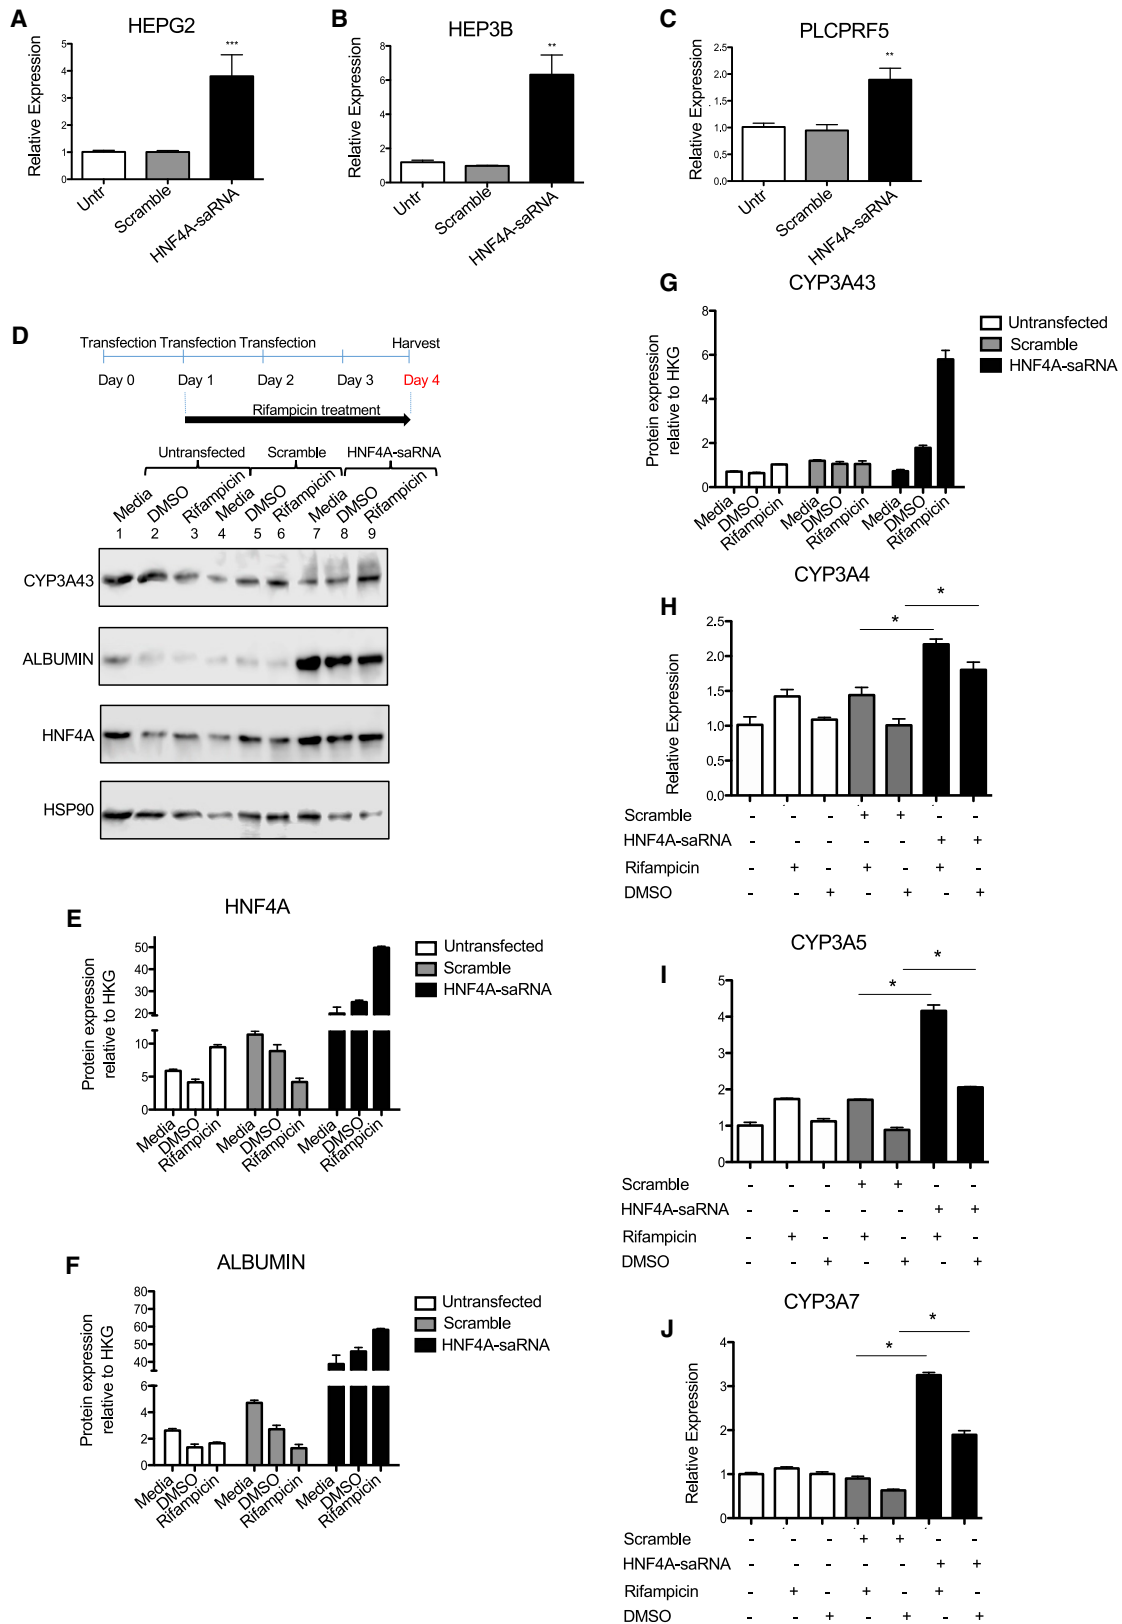 A
HEPG2
Relative Expression
5
4
3
2
1
0
***
Untr
Scramble
HNF4A-saRNA
B
HEP3B
Relative Expression
8
6
4
2
0
**
Untr
Scramble
HNF4A-saRNA
C
PLCPRF5
Relative Expression
2.5
2.0
1.5
1.0
0.5
0.0
**
Untr
Scramble
HNF4A-saRNA
D
Transfection Transfection Transfection Harvest
Day 0 Day 1 Day 2 Day 3 Day 4
Rifampicin treatment
Untransfected Scramble HNF4A-saRNA
Media DMSO Rifampicin Media DMSO Rifampicin Media DMSO Rifampicin
1 2 3 4 5 6 7 8 9
CYP3A43
ALBUMIN
HNF4A
HSP90
E
HNF4A
Protein expression
relative to HKG
50
40
30
20
10
5
0
Media DMSO Rifampicin Media DMSO Rifampicin Media DMSO Rifampicin
Untransfected
Scramble
HNF4A-saRNA
F
ALBUMIN
Protein expression
relative to HKG
80
70
60
50
40
6
4
2
0
Media DMSO Rifampicin Media DMSO Rifampicin Media DMSO Rifampicin
Untransfected
Scramble
HNF4A-saRNA
G
CYP3A43
Protein expression
relative to HKG
8
6
4
2
0
Media DMSO Rifampicin Media DMSO Rifampicin Media DMSO Rifampicin
Untransfected
Scramble
HNF4A-saRNA
H
CYP3A4
Relative Expression
2.5
2.0
1.5
1.0
0.5
0.0
*
*
Scramble - - - + + - -
HNF4A-saRNA - - - - - + +
Rifampicin - + - + - + -
DMSO - - + - + - +
I
CYP3A5
5
4
3
2
1
0
*
*
Scramble - - - + + - -
HNF4A-saRNA - - - - - + +
Rifampicin - + - + - + -
DMSO - - + - + - +
J
CYP3A7
Relative Expression
4
3
2
1
0
*
*
Scramble - - - + + - -
HNF4A-saRNA - - - - - + +
Rifampicin - + - + - + -
DMSO - - + - + - +